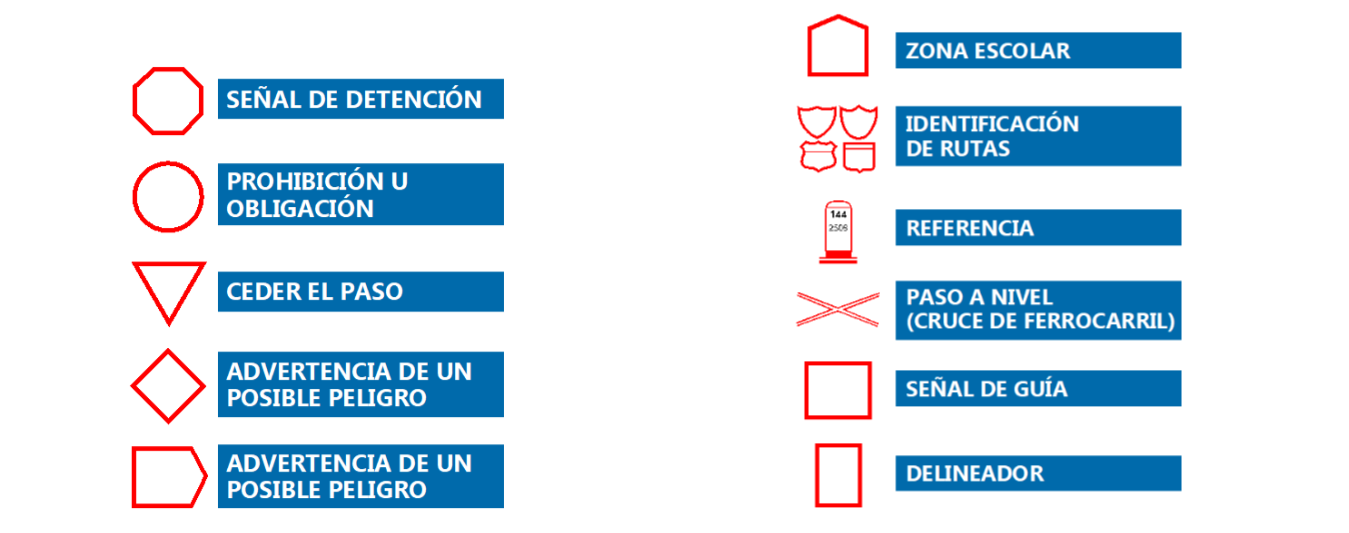 SEÑAL DE DETENCIÓN
PROHIBICIÓN U
OBLIGACIÓN
CEDER EL PASO
ADVERTENCIA DE UN
POSIBLE PELIGRO
ADVERTENCIA DE UN
POSIBLE PELIGRO
ZONA ESCOLAR
IDENTIFICACIÓN
DE RUTAS
144
2506
REFERENCIA
PASO A NIVEL
(CRUCE DE FERROCARRIL)
SEÑAL DE GUÍA
DELINEADOR